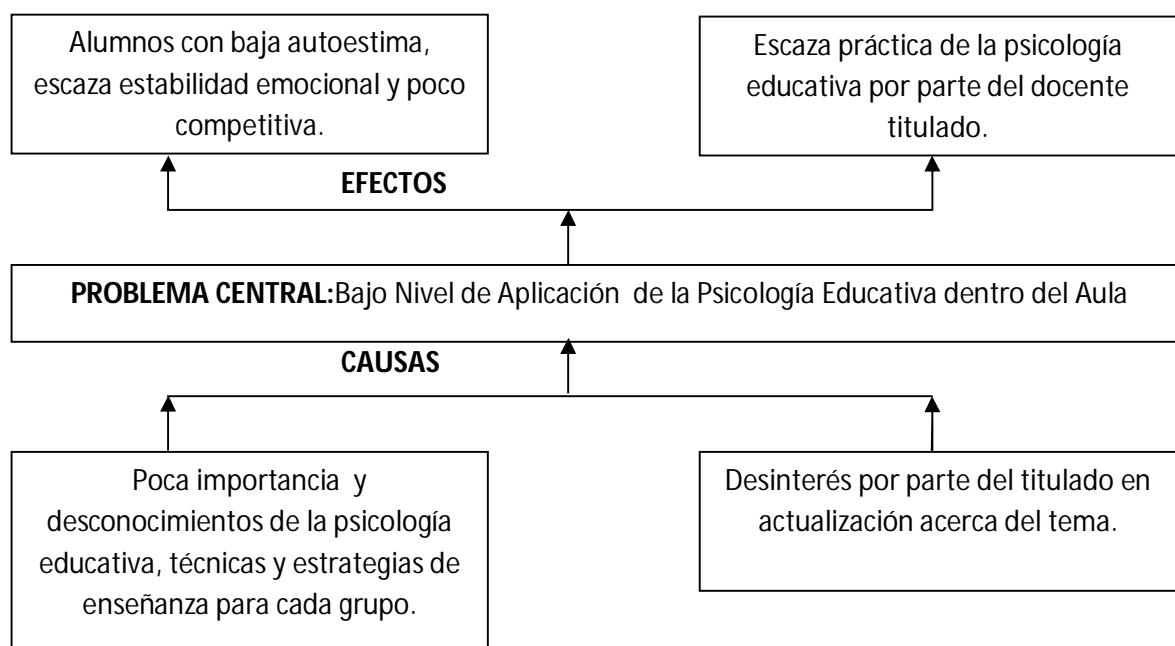 Alumnos con baja autoestima,
escaza estabilidad emocional y poco
competitiva.
Escaza práctica de la psicología
educativa por parte del docente
titulado.
EFECTOS
PROBLEMA CENTRAL:Bajo Nivel de Aplicación de la Psicología Educativa dentro del Aula
CAUSAS
Poca importancia y
desconocimientos de la psicología
educativa, técnicas y estrategias de
enseñanza para cada grupo.
Desinterés por parte del titulado en
actualización acerca del tema.